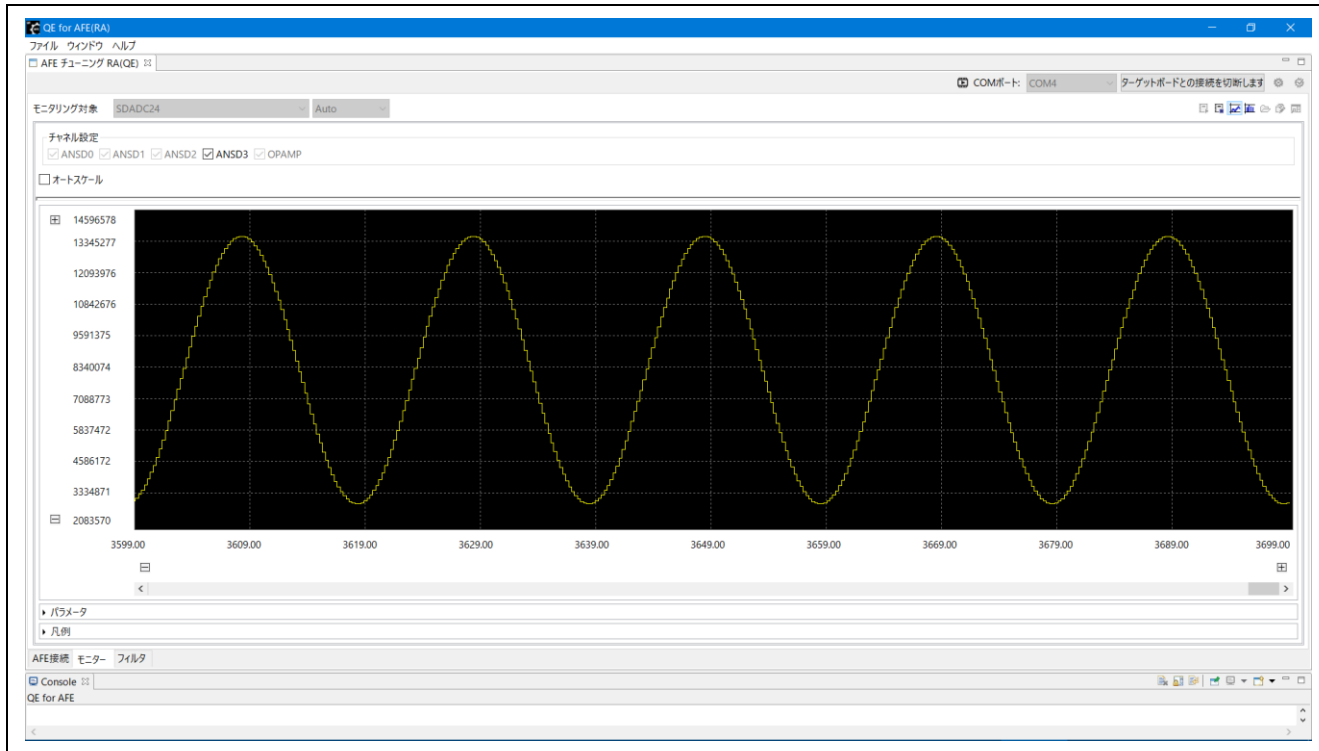 QE for AFE(RA)
ファイル ウィンドウ ヘルプ
AFE チューニング RA(QE)
COMポート: COM4 ターゲットボードとの接続を切断します
モニタリング対象 SDADC24 Auto
チャネル設定
ANSD0 ANSD1 ANSD2 ANSD3 OPAMP
オートスケール
14596578
13345277
12093976
10842676
9591375
8340074
7088773
5837472
4586172
3334871
2083570
3599.00 3609.00 3619.00 3629.00 3639.00 3649.00 3659.00 3669.00 3679.00 3689.00 3699.00
パラメータ
凡例
AFE接続 モニター フィルタ
Console
QE for AFE